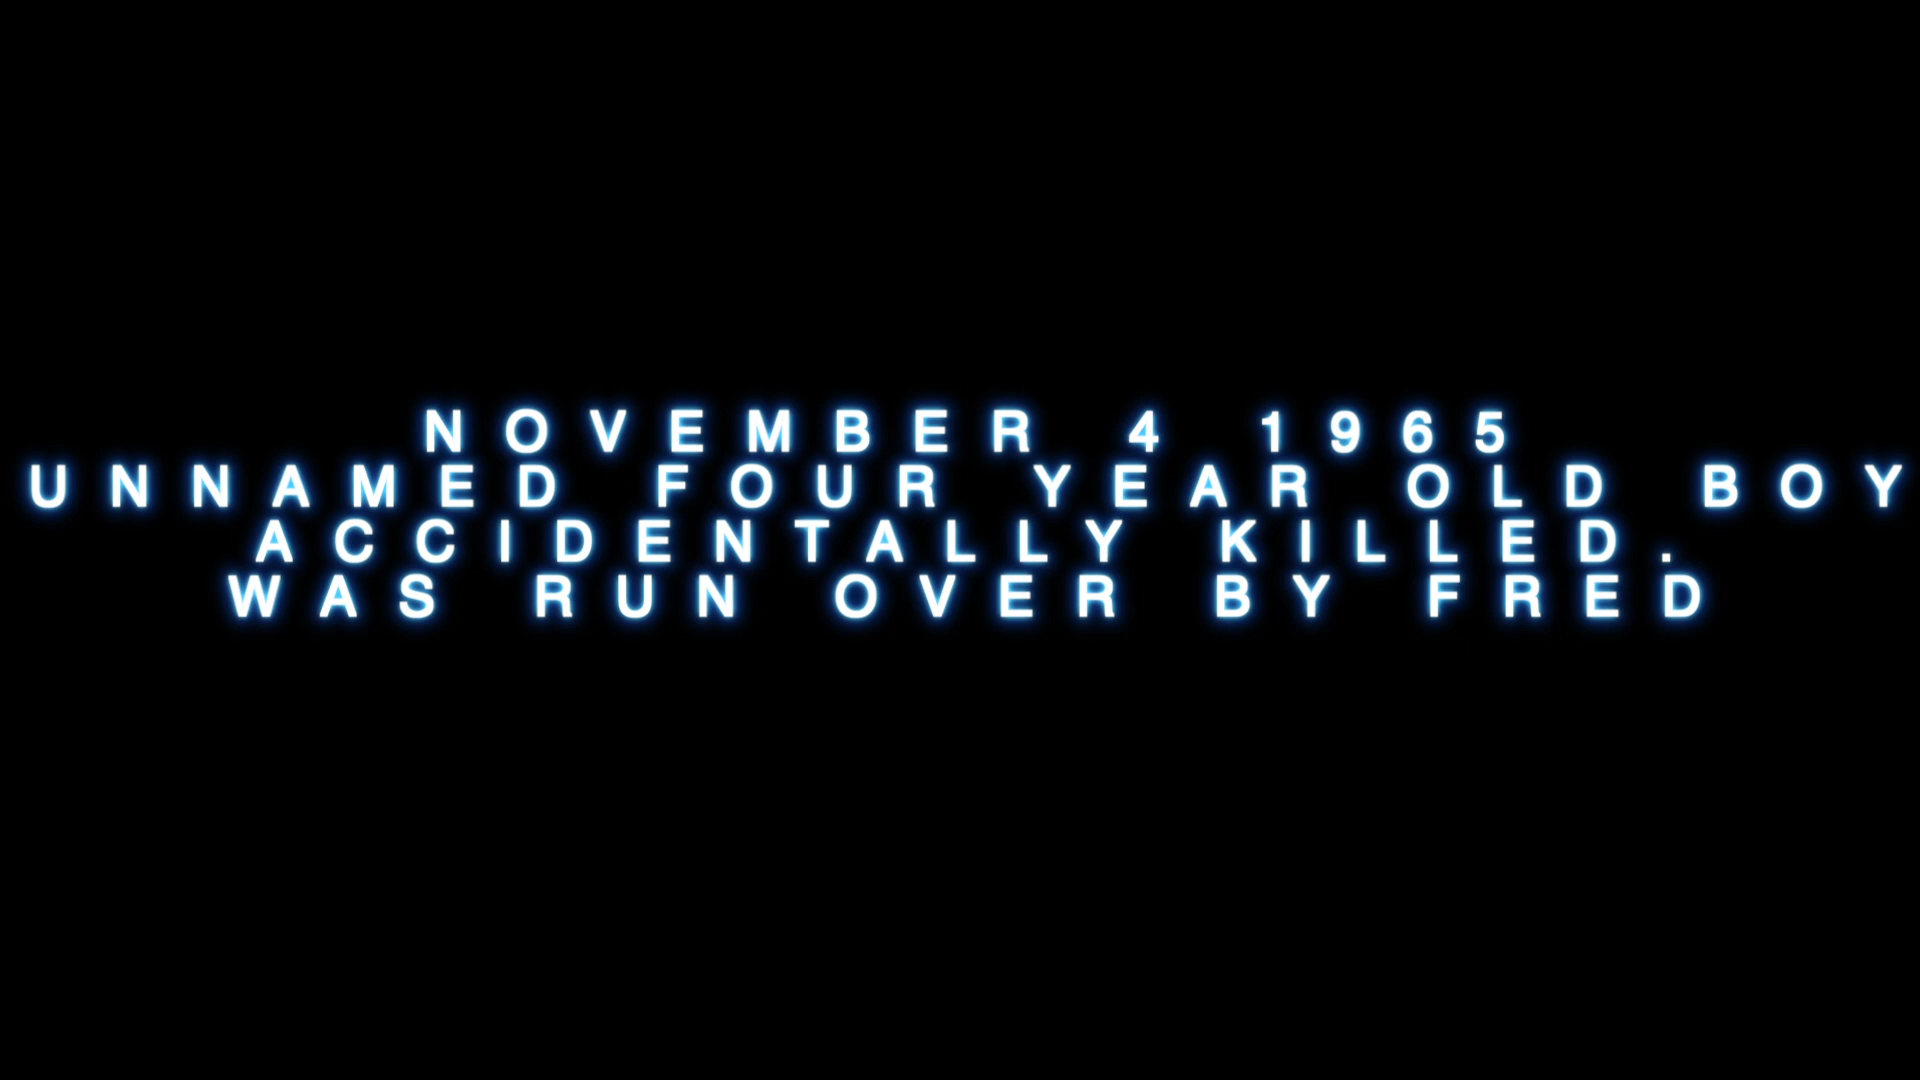 NOVEMBER 4 1965
UNNAMED FOUR YEAR OLD BOY
ACCIDENTALLY KILLED.
WAS RUN OVER BY FRED